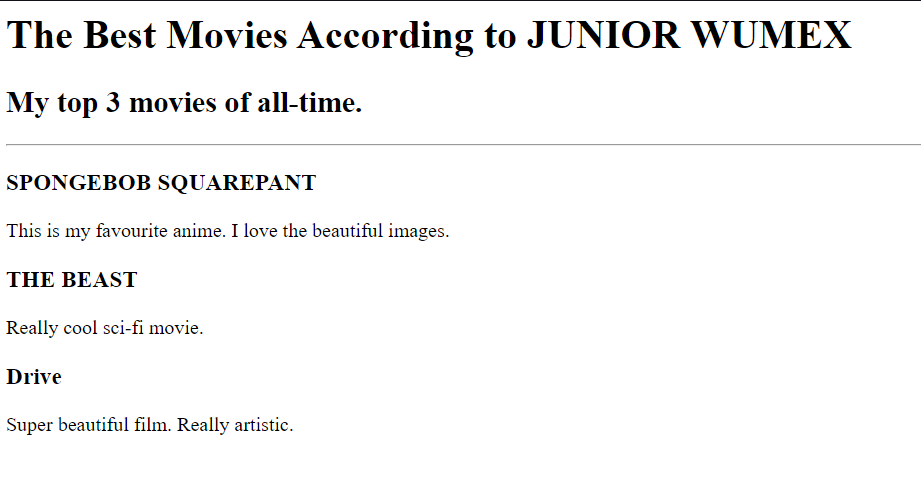 The Best Movies According to JUNIOR WUMEX
My top 3 movies of all-time.
SPONGEBOB SQUAREPANT
This is my favourite anime. I love the beautiful images.
THE BEAST
Really cool sci-fi movie.
Drive
Super beautiful film. Really artistic.